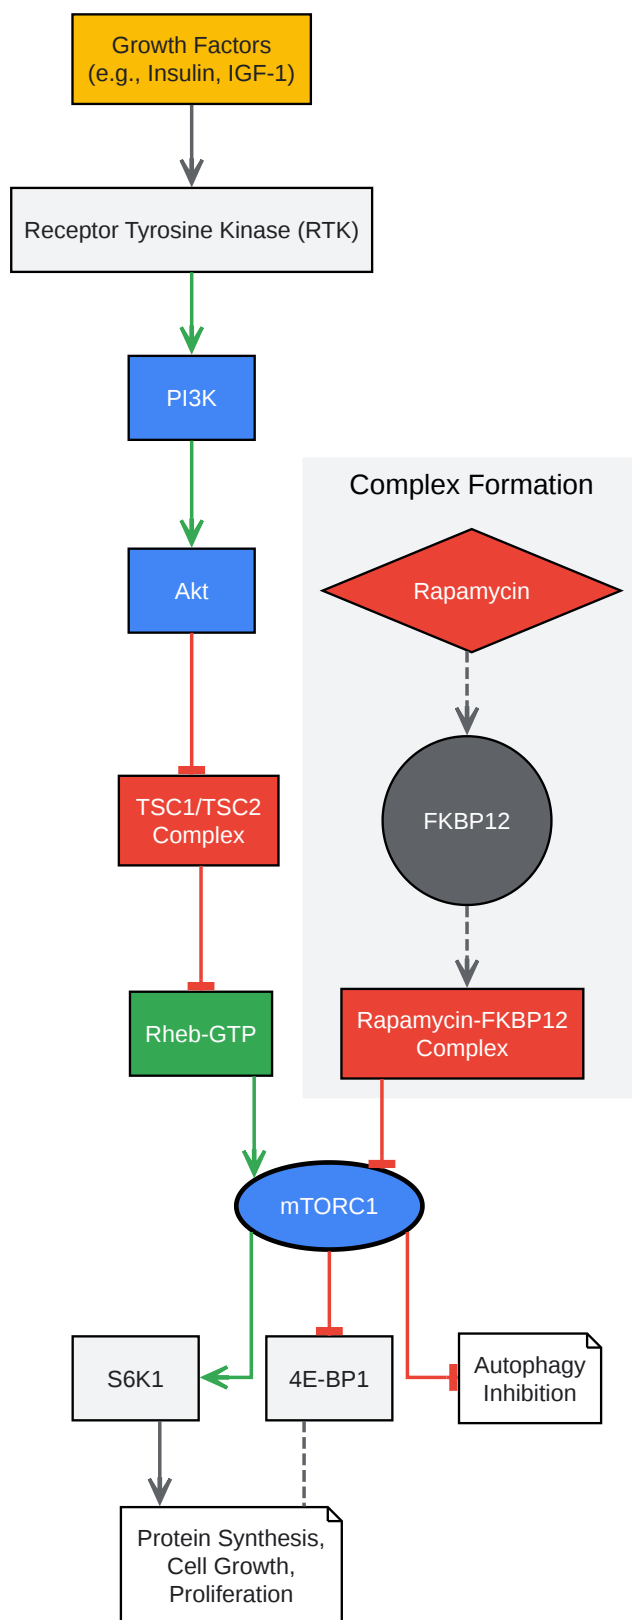 Growth Factors
(e.g., Insulin, IGF-1)
Receptor Tyrosine Kinase (RTK)
PI3K
Complex Formation
Akt
Rapamycin
TSC1/TSC2
Complex
FKBP12
Rheb-GTP
Rapamycin-FKBP12
Complex
mTORC1
S6K1
4E-BP1
Autophagy
Inhibition
Protein Synthesis,
Cell Growth,
Proliferation